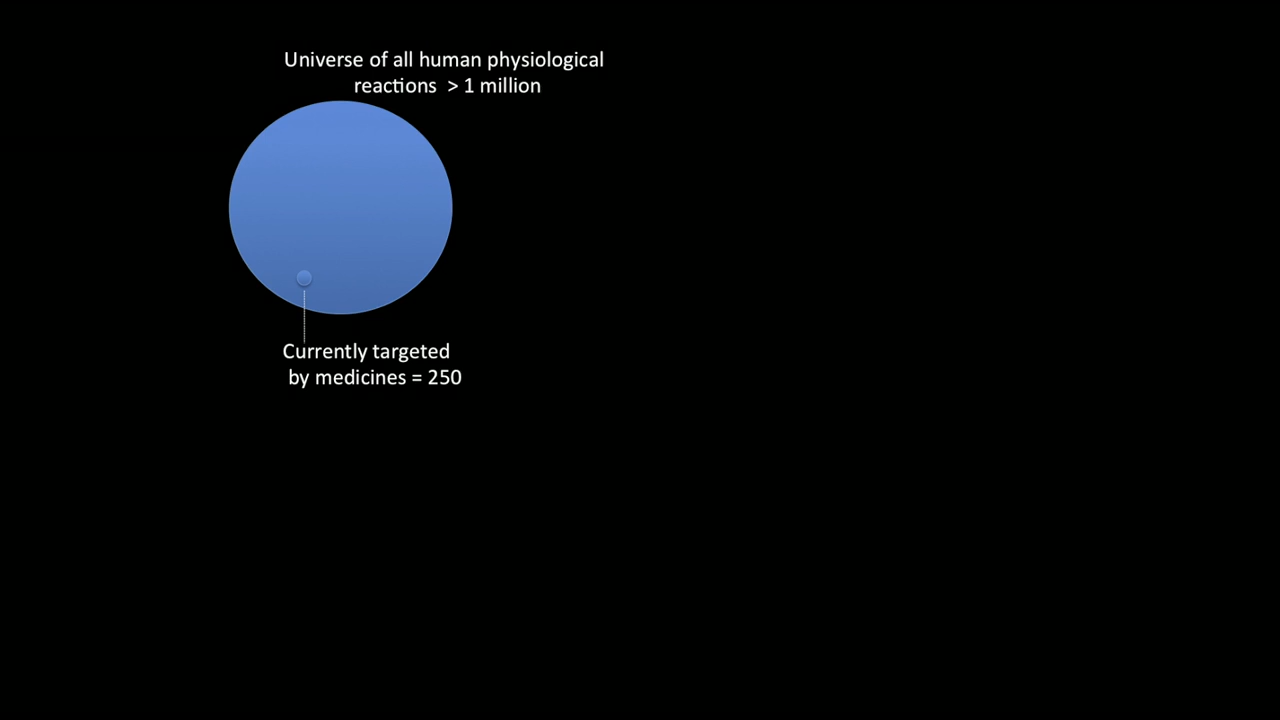 Universe of all human physiological
reactions > 1 million
Currently targeted
by medicines = 250